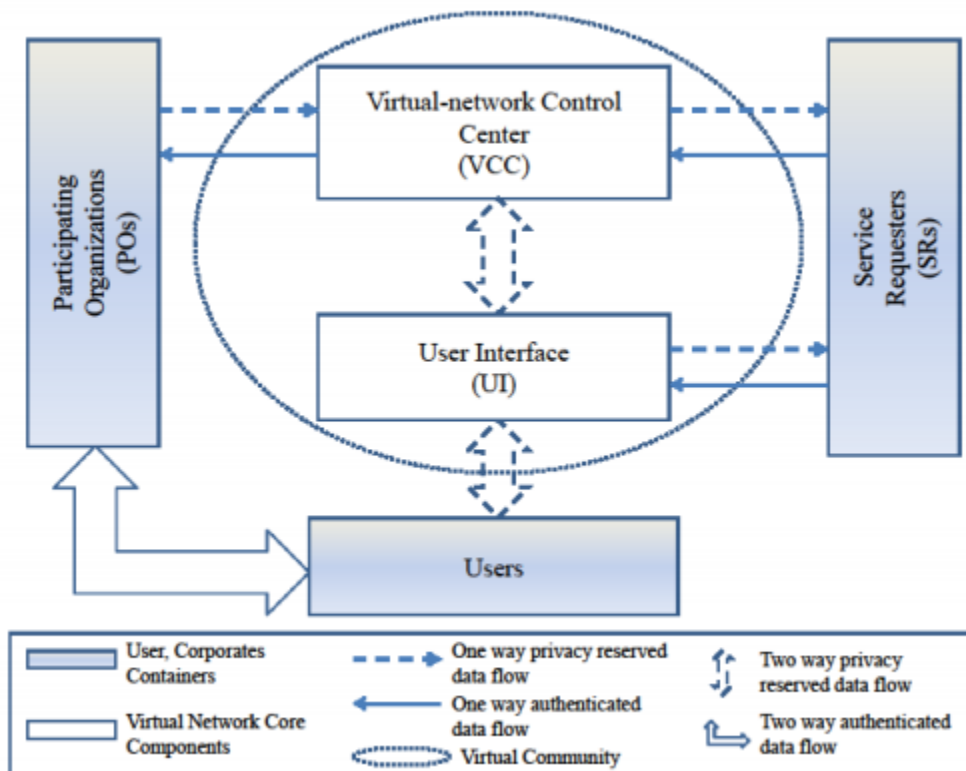 Participating
Organizations
(POs)
Virtual-network Control
Center
(VCC)
Service
Requesters
(SRs)
User Interface
(UI)
Users
User, Corporates
Containers
One way privacy reserved
data flow
Two way privacy
reserved data flow
Virtual Network Core
Components
One way authenticated
data flow
Two way authenticated
data flow
Virtual Community